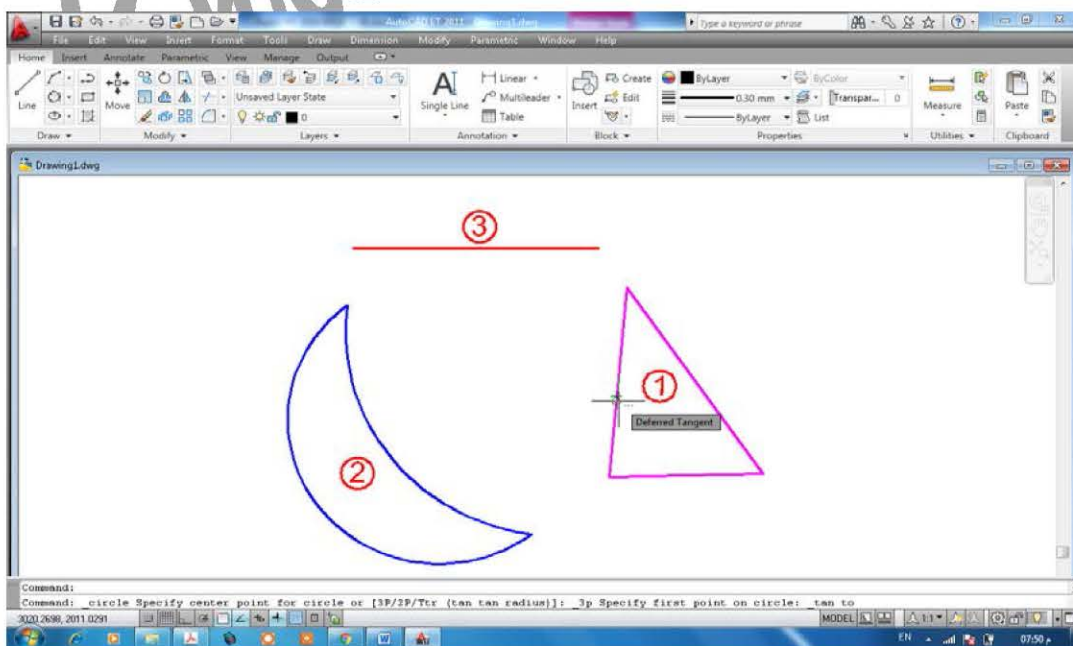 AutoCAD LT 2011 Drawing1.dwg
Type a keyword or phrase
File Edit View Insert Format Tools Draw Dimension Modify Parametric Window Help
Home Insert Annotate Parametric View Manage Output
Line
Move
Unsaved Layer State
0
Single Line
Linear
Multileader
Table
Insert
Create
Edit
ByLayer
0.30 mm
ByLayer
ByColor
Transpar... 0
List
Measure
Paste
Draw Modify Layers Annotation Block Properties Utilities Clipboard
Drawing1.dwg
3
1
Deferred Tangent
2
Command:
Command: _circle Specify center point for circle or [3P/2P/Ttr (tan tan radius)]: _3p Specify first point on circle: _tan to
3020.2698, 2011.0291
MODEL
1:1
EN
07:50 م